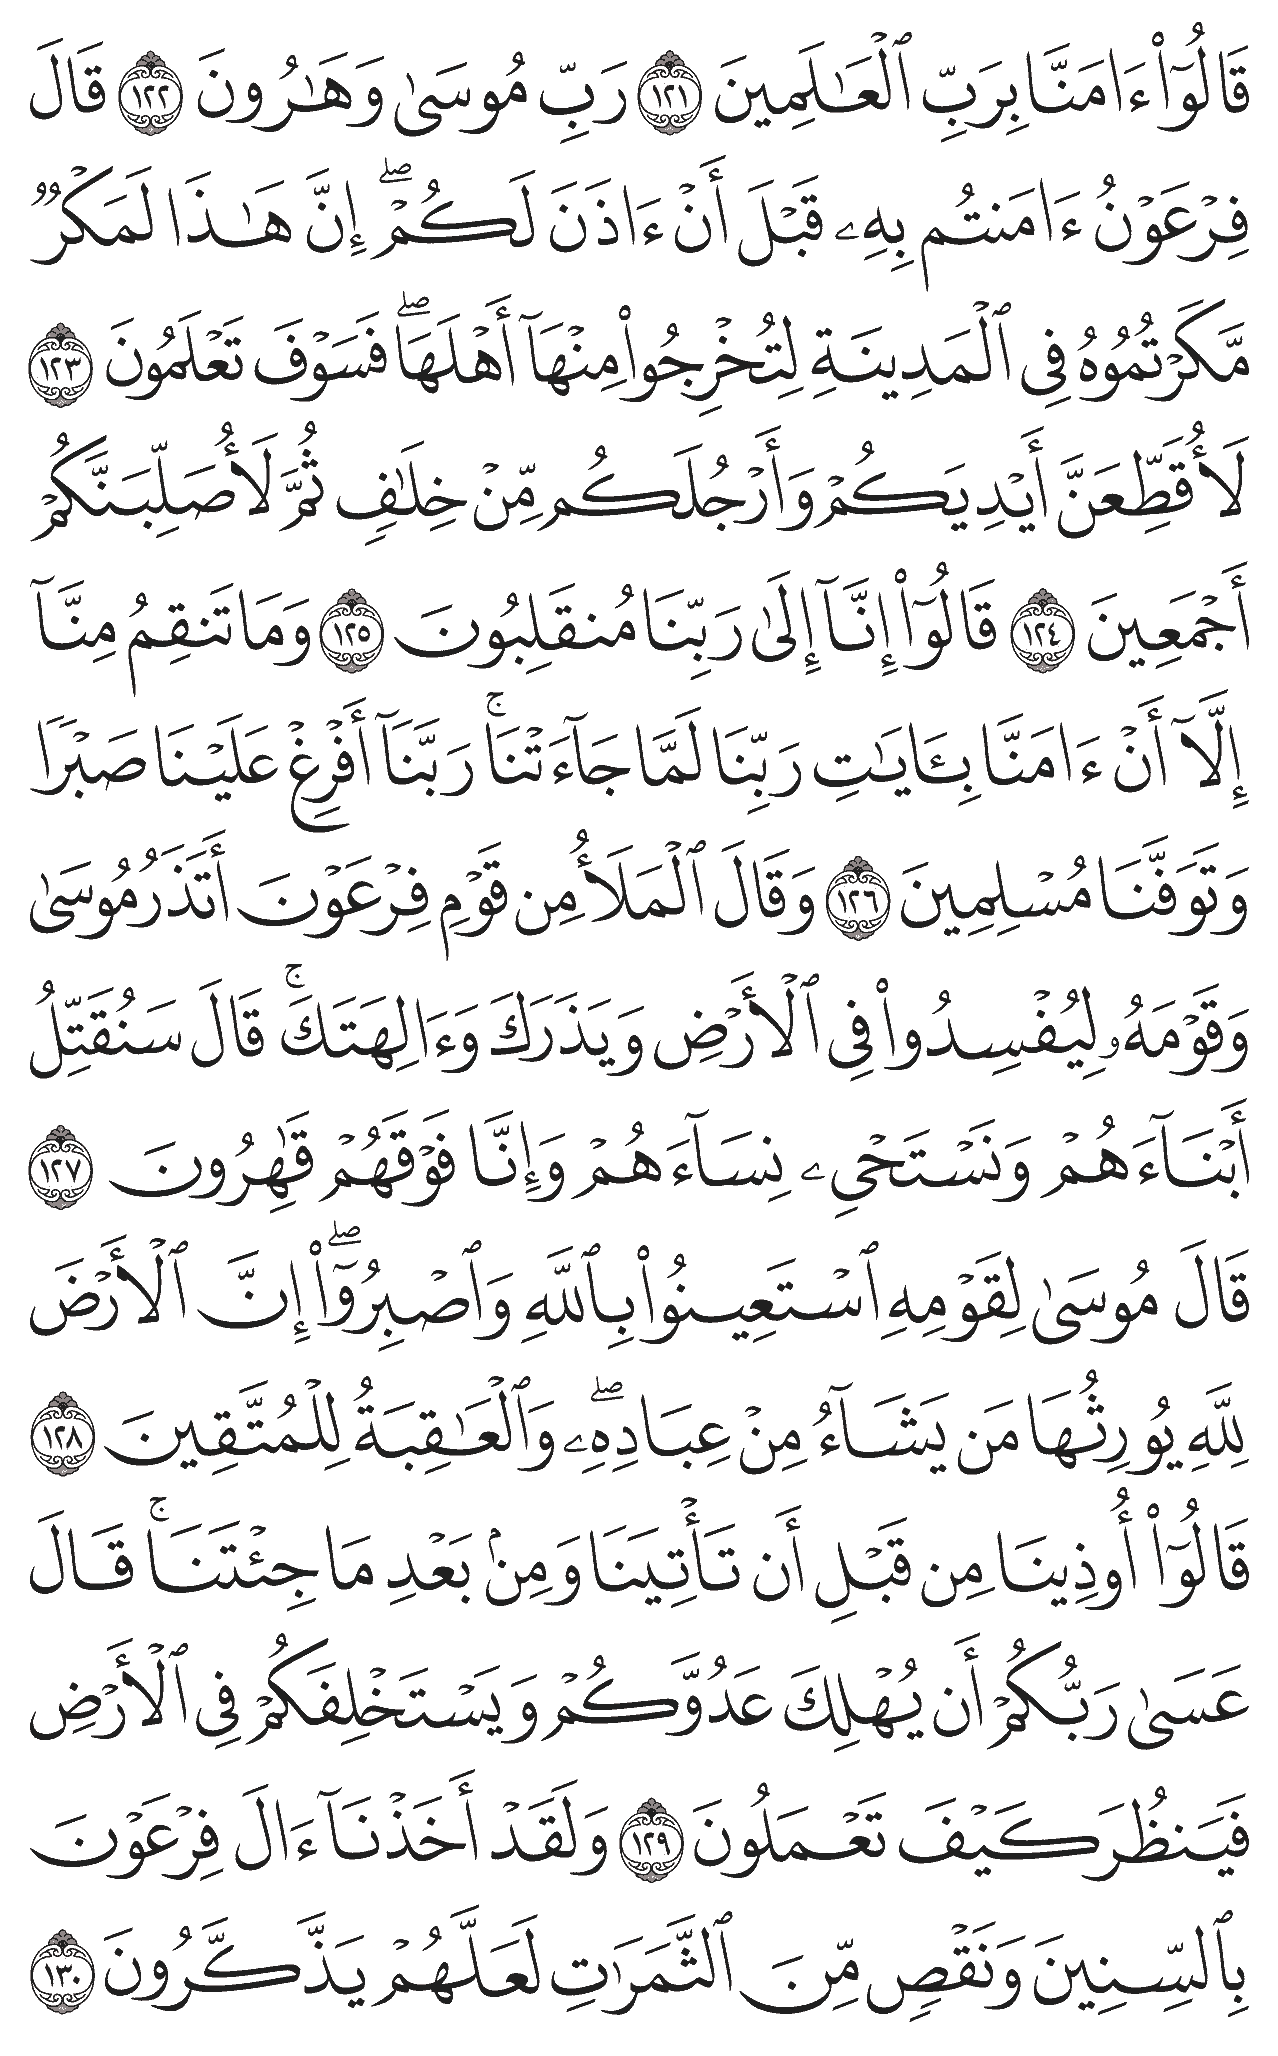 قَالُوٓا۟ ءَامَنَّا بِرَبِّ ٱلْعَـٰلَمِينَ ١٢١ رَبِّ مُوسَىٰ وَهَـٰرُونَ ١٢٢ قَالَ
فِرْعَوْنُ ءَامَنتُم بِهِۦ قَبْلَ أَنْ ءَاذَنَ لَكُمْ ۖ إِنَّ هَـٰذَا لَمَكْرٌ
مَّكَرْتُمُوهُ فِى ٱلْمَدِينَةِ لِتُخْرِجُوا۟ مِنْهَآ أَهْلَهَا ۖ فَسَوْفَ تَعْلَمُونَ ١٢٣
لَأُقَطِّعَنَّ أَيْدِيَكُمْ وَأَرْجُلَكُم مِّنْ خِلَـٰفٍ ثُمَّ لَأُصَلِّبَنَّكُمْ
أَجْمَعِينَ ١٢٤ قَالُوٓا۟ إِنَّآ إِلَىٰ رَبِّنَا مُنقَلِبُونَ ١٢٥ وَمَا تَنقِمُ مِنَّآ
إِلَّآ أَنْ ءَامَنَّا بِـَٔايَـٰتِ رَبِّنَا لَمَّا جَآءَتْنَا ۚ رَبَّنَآ أَفْرِغْ عَلَيْنَا صَبْرًا
وَتَوَفَّنَا مُسْلِمِينَ ١٢٦ وَقَالَ ٱلْمَلَأُ مِن قَوْمِ فِرْعَوْنَ أَتَذَرُ مُوسَىٰ
وَقَوْمَهُۥ لِيُفْسِدُوا۟ فِى ٱلْأَرْضِ وَيَذَرَكَ وَءَالِهَتَكَ ۚ قَالَ سَنُقَتِّلُ
أَبْنَآءَهُمْ وَنَسْتَحْىِۦ نِسَآءَهُمْ وَإِنَّا فَوْقَهُمْ قَـٰهِرُونَ ١٢٧
قَالَ مُوسَىٰ لِقَوْمِهِ ٱسْتَعِينُوا۟ بِٱللَّهِ وَٱصْبِرُوٓا۟ ۖ إِنَّ ٱلْأَرْضَ
لِلَّهِ يُورِثُهَا مَن يَشَآءُ مِنْ عِبَادِهِۦ ۖ وَٱلْعَـٰقِبَةُ لِلْمُتَّقِينَ ١٢٨
قَالُوٓا۟ أُوذِينَا مِن قَبْلِ أَن تَأْتِيَنَا وَمِنۢ بَعْدِ مَا جِئْتَنَا ۚ قَالَ
عَسَىٰ رَبُّكُمْ أَن يُهْلِكَ عَدُوَّكُمْ وَيَسْتَخْلِفَكُمْ فِى ٱلْأَرْضِ
فَيَنظُرَ كَيْفَ تَعْمَلُونَ ١٢٩ وَلَقَدْ أَخَذْنَآ ءَالَ فِرْعَوْنَ
بِٱلسِّنِينَ وَنَقْصٍ مِّنَ ٱلثَّمَرَٰتِ لَعَلَّهُمْ يَذَّكَّرُونَ ١٣٠